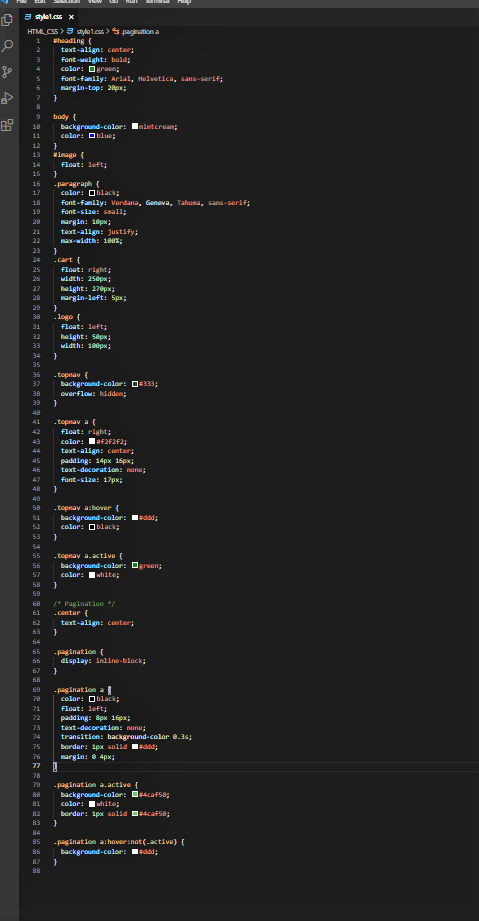 File Edit Selection View Go Run Terminal Help
style1.css ×
HTML_CSS > style1.css > .pagination a
1 #heading {
2 text-align: center;
3 font-weight: bold;
4 color: green;
5 font-family: Arial, Helvetica, sans-serif;
6 margin-top: 20px;
7 }
8
9 body {
10 background-color: mintcream;
11 color: blue;
12 }
13 #image {
14 float: left;
15 }
16 .paragraph {
17 color: black;
18 font-family: Verdana, Geneva, Tahoma, sans-serif;
19 font-size: small;
20 margin: 10px;
21 text-align: justify;
22 max-width: 100%;
23 }
24 .cart {
25 float: right;
26 width: 250px;
27 height: 270px;
28 margin-left: 5px;
29 }
30 .logo {
31 float: left;
32 height: 50px;
33 width: 100px;
34 }
35
36 .topnav {
37 background-color: #333;
38 overflow: hidden;
39 }
40
41 .topnav a {
42 float: right;
43 color: #f2f2f2;
44 text-align: center;
45 padding: 14px 16px;
46 text-decoration: none;
47 font-size: 17px;
48 }
49
50 .topnav a:hover {
51 background-color: #ddd;
52 color: black;
53 }
54
55 .topnav a.active {
56 background-color: green;
57 color: white;
58 }
59
60 /* Pagination */
61 .center {
62 text-align: center;
63 }
64
65 .pagination {
66 display: inline-block;
67 }
68
69 .pagination a {
70 color: black;
71 float: left;
72 padding: 8px 16px;
73 text-decoration: none;
74 transition: background-color 0.3s;
75 border: 1px solid #ddd;
76 margin: 0 4px;
77 }
78
79 .pagination a.active {
80 background-color: #4caf50;
81 color: white;
82 border: 1px solid #4caf50;
83 }
84
85 .pagination a:hover:not(.active) {
86 background-color: #ddd;
87 }
88